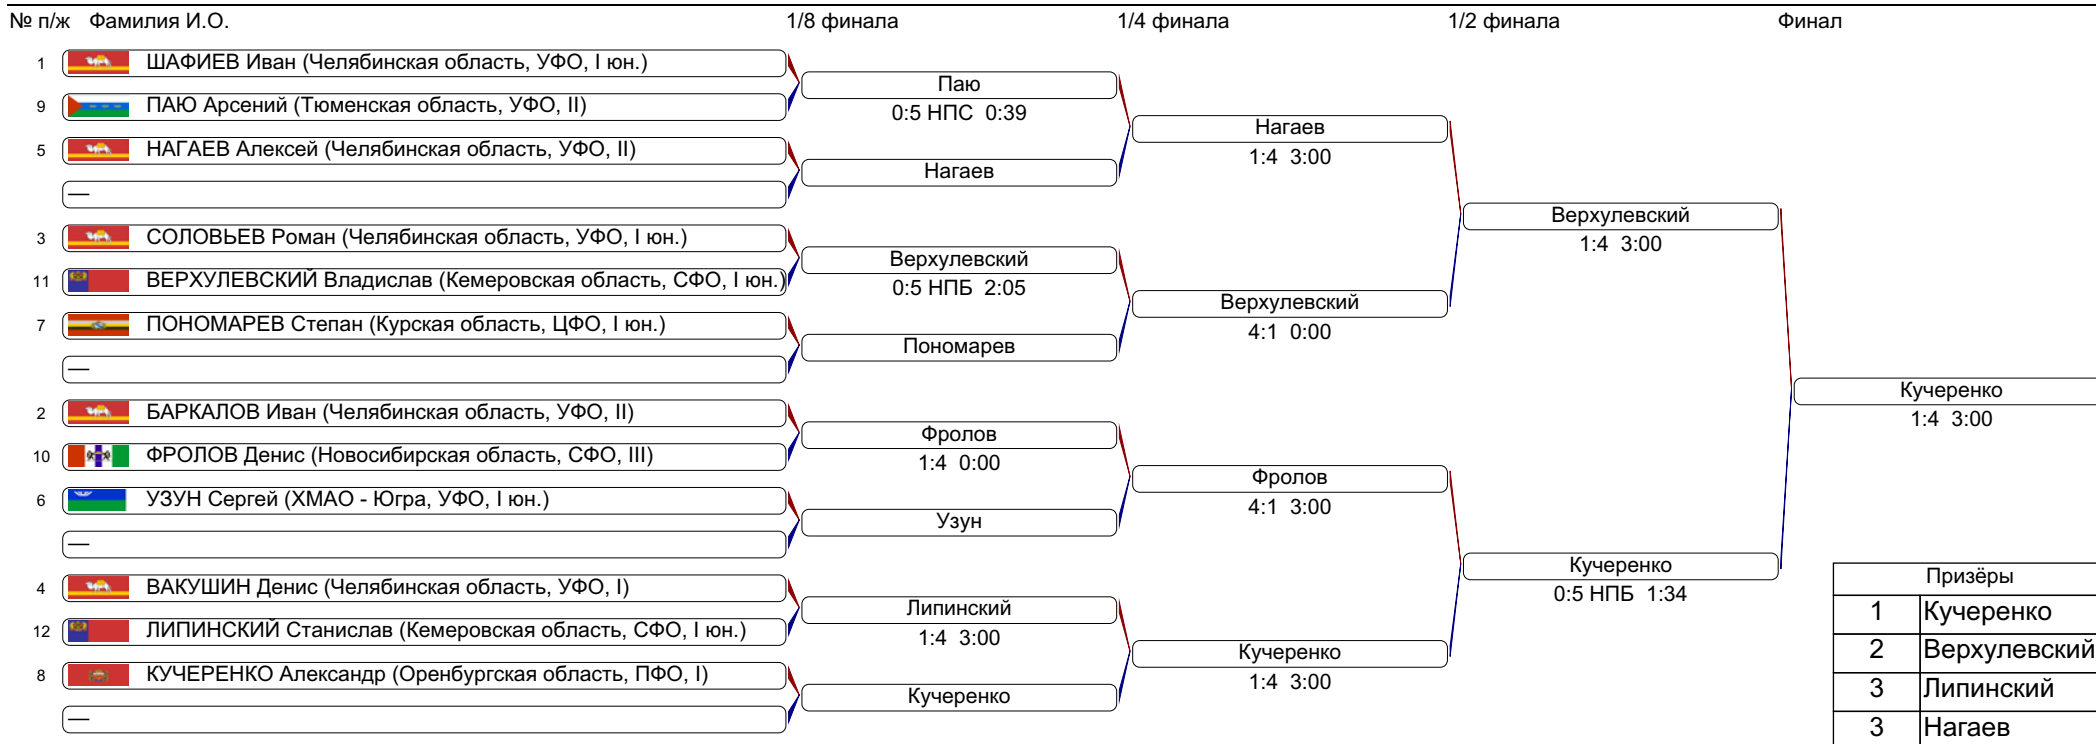 № п/ж Фамилия И.О. 1/8 финала 1/4 финала 1/2 финала Финал
1 ШАФИЕВ Иван (Челябинская область, УФО, I юн.)
Паю
9 ПАЮ Арсений (Тюменская область, УФО, II)
0:5 НПС 0:39
Нагаев
5 НАГАЕВ Алексей (Челябинская область, УФО, II)
1:4 3:00
Нагаев
—
Верхулевский
3 СОЛОВЬЕВ Роман (Челябинская область, УФО, I юн.)
1:4 3:00
Верхулевский
11 ВЕРХУЛЕВСКИЙ Владислав (Кемеровская область, СФО, I юн.)
0:5 НПБ 2:05
Верхулевский
7 ПОНОМАРЕВ Степан (Курская область, ЦФО, I юн.)
4:1 0:00
Пономарев
—
Кучеренко
2 БАРКАЛОВ Иван (Челябинская область, УФО, II)
1:4 3:00
Фролов
10 ФРОЛОВ Денис (Новосибирская область, СФО, III)
1:4 0:00
Фролов
6 УЗУН Сергей (ХМАО - Югра, УФО, I юн.)
4:1 3:00
Узун
—
Кучеренко
4 ВАКУШИН Денис (Челябинская область, УФО, I)
0:5 НПБ 1:34
Липинский
12 ЛИПИНСКИЙ Станислав (Кемеровская область, СФО, I юн.)
1:4 3:00
Кучеренко
8 КУЧЕРЕНКО Александр (Оренбургская область, ПФО, I)
1:4 3:00
Кучеренко
—
Призёры
1 Кучеренко
2 Верхулевский
3 Липинский
3 Нагаев